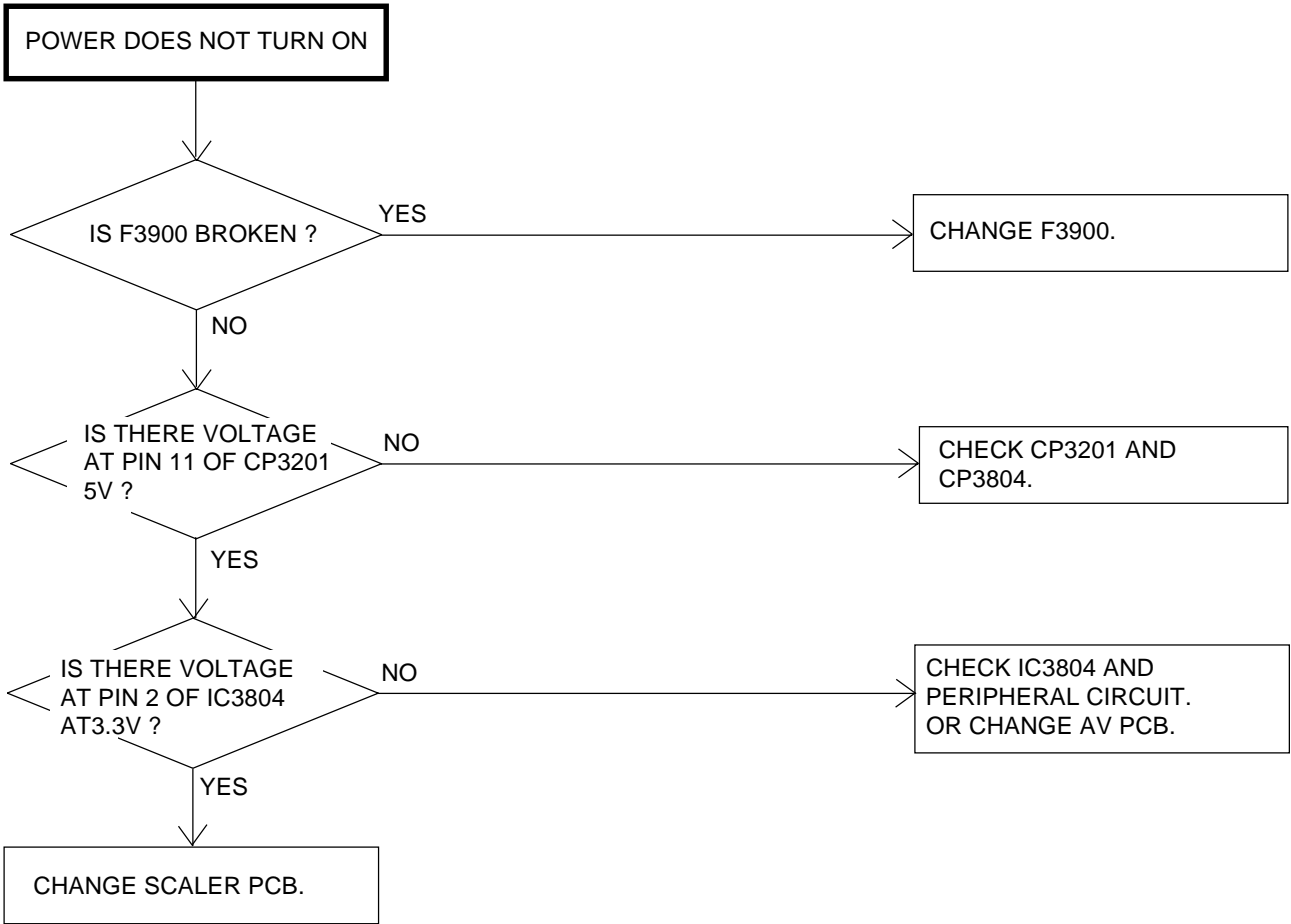 POWER DOES NOT TURN ON
IS F3900 BROKEN ?
YES
CHANGE F3900.
NO
IS THERE VOLTAGE
AT PIN 11 OF CP3201
5V ?
NO
CHECK CP3201 AND
CP3804.
YES
IS THERE VOLTAGE
AT PIN 2 OF IC3804
AT3.3V ?
NO
CHECK IC3804 AND
PERIPHERAL CIRCUIT.
OR CHANGE AV PCB.
YES
CHANGE SCALER PCB.